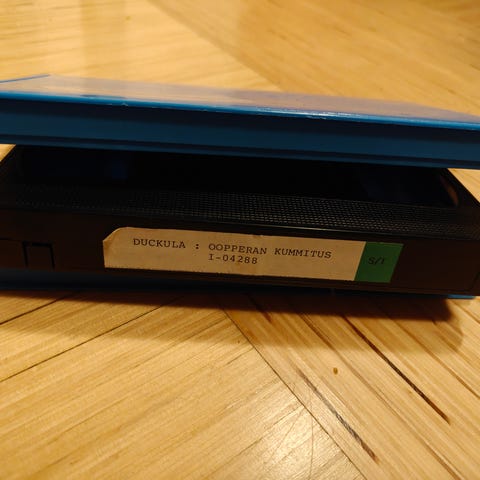 DUCKULA : OOPPERAN KUMMITUS
I-04288
S/T